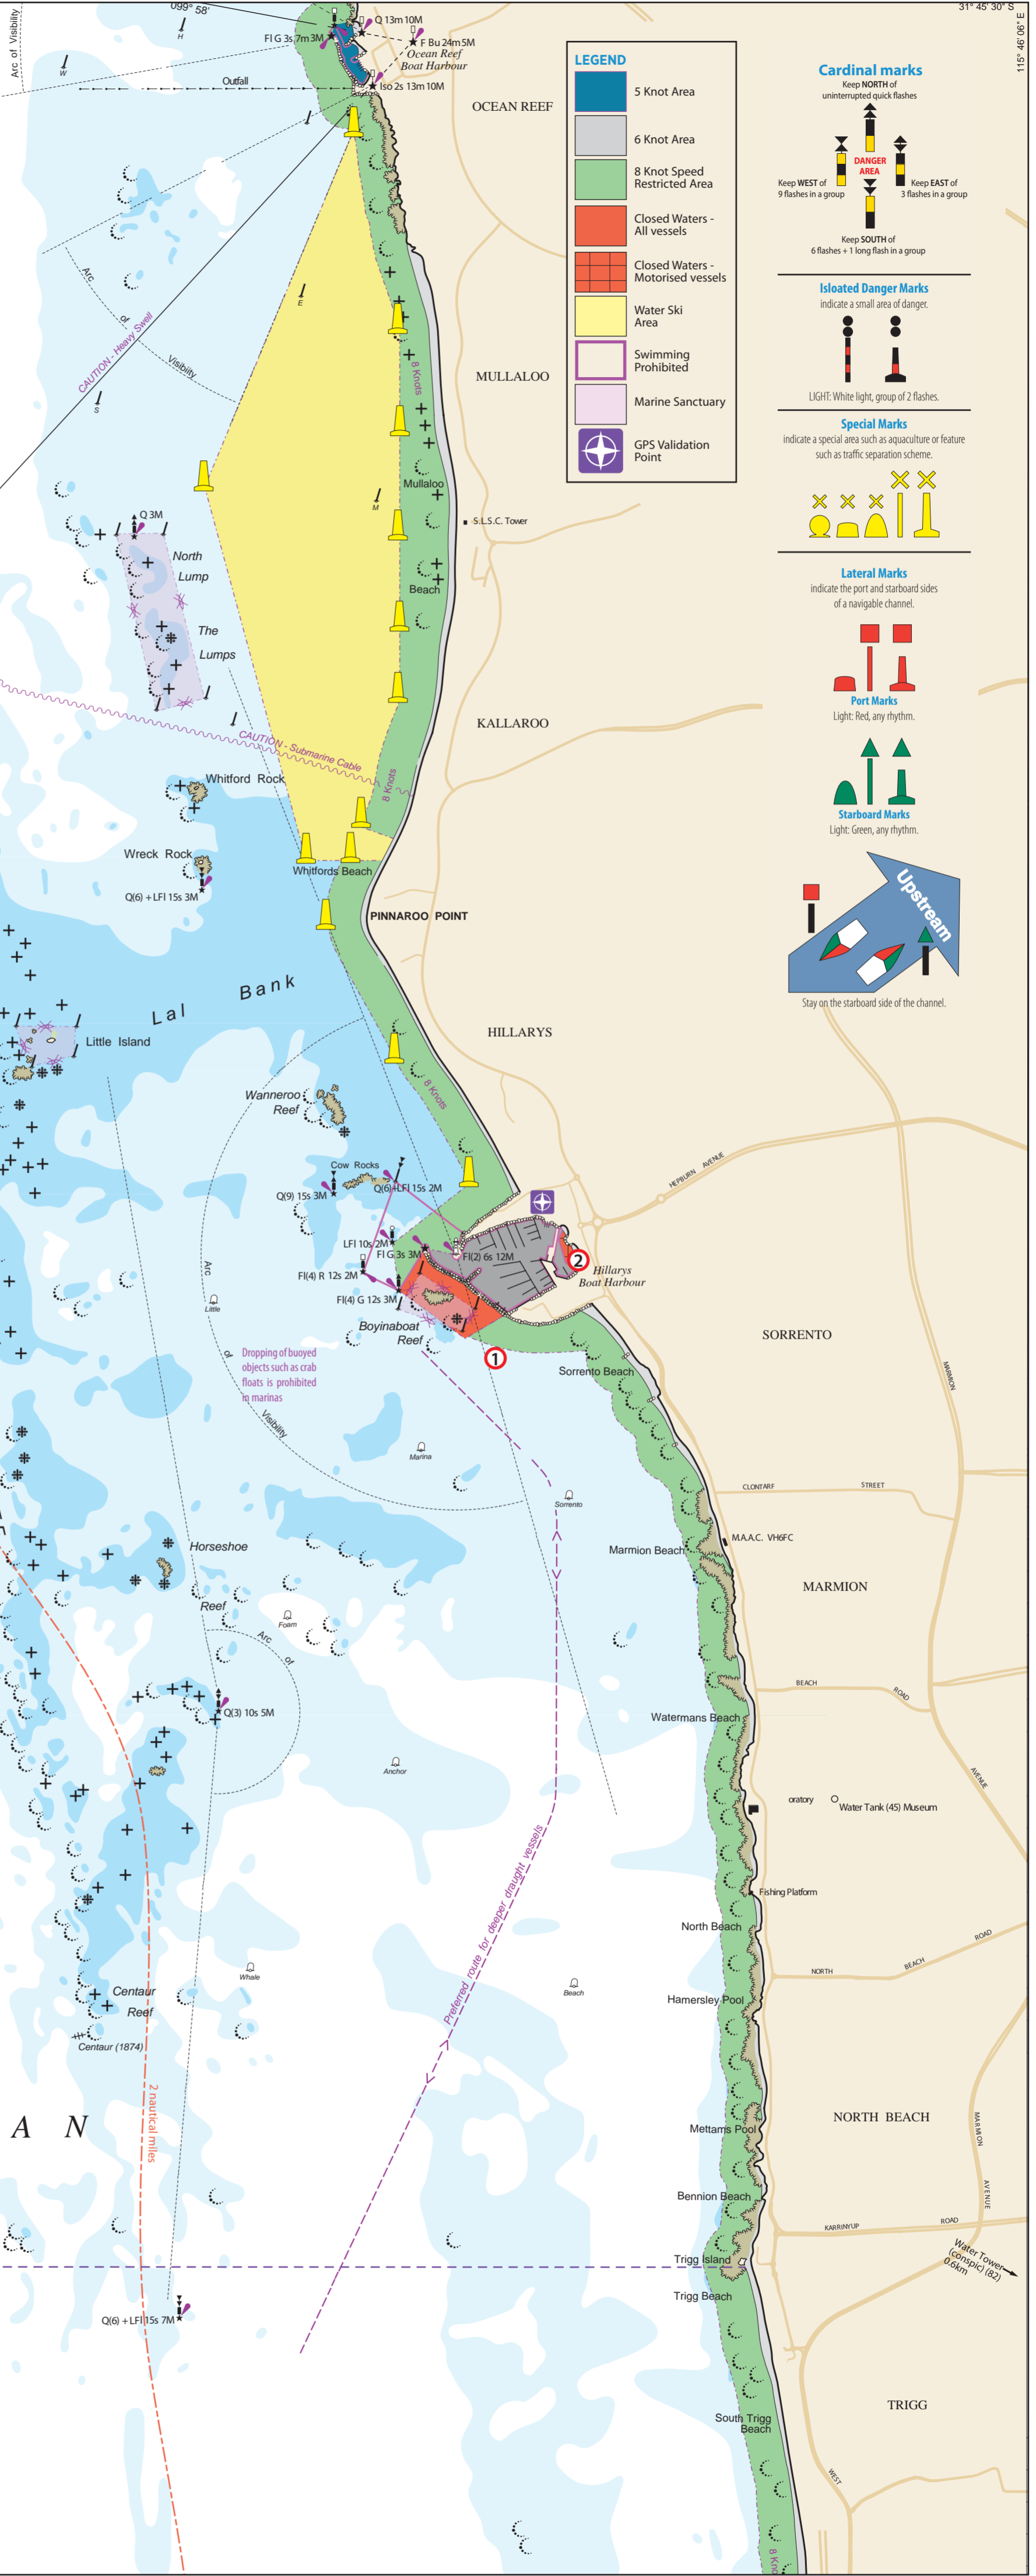 099° 58'
31° 45' 30" S
115° 46' 06" E
Arc of Visibility
H
W
Q 13m 10M
Fl G 3s 7m 3M
F Bu 24m 5M
Ocean Reef
Boat Harbour
Outfall
Iso 2s 13m 10M
OCEAN REEF
LEGEND
5 Knot Area
6 Knot Area
8 Knot Speed
Restricted Area
Closed Waters -
All vessels
Closed Waters -
Motorised vessels
Water Ski
Area
Swimming
Prohibited
Marine Sanctuary
GPS Validation
Point
Cardinal marks
Keep NORTH of
uninterrupted quick flashes
DANGER
AREA
Keep WEST of
9 flashes in a group
Keep EAST of
3 flashes in a group
Keep SOUTH of
6 flashes + 1 long flash in a group
Isloated Danger Marks
indicate a small area of danger.
LIGHT: White light, group of 2 flashes.
Special Marks
indicate a special area such as aquaculture or feature
such as traffic separation scheme.
Lateral Marks
indicate the port and starboard sides
of a navigable channel.
Port Marks
Light: Red, any rhythm.
Starboard Marks
Light: Green, any rhythm.
Upstream
Stay on the starboard side of the channel.
Arc
of
Visibiity
E
CAUTION - Heavy Swell
S
MULLALOO
8 Knots
Mullaloo
M
S.L.S.C. Tower
Beach
Q 3M
North
Lump
The
Lumps
KALLAROO
CAUTION - Submarine Cable
8 Knots
Whitford Rock
Wreck Rock
Q(6) + LFl 15s 3M
Whitfords Beach
PINNAROO POINT
Lal Bank
HILLARYS
Little Island
8 Knots
Wanneroo
Reef
Cow Rocks
Q(9) 15s 3M
Q(6)+LFl 15s 2M
HEPBURN AVENUE
LFl 10s 2M
Fl G 3s 3M
Fl(2) 6s 12M
Fl(4) R 12s 2M
Fl(4) G 12s 3M
2
Hillarys
Boat Harbour
Boyinaboat
Reef
1
Arc
of
Visibility
Little
SORRENTO
Dropping of buoyed
objects such as crab
floats is prohibited
in marinas
Sorrento Beach
MARMION
Marina
Sorrento
CLONTARF STREET
M.A.A.C. VH6FC
Marmion Beach
Horseshoe
Reef
MARMION
Foam
Arc
of
BEACH ROAD
Q(3) 10s 5M
Watermans Beach
Anchor
AVENUE
oratory
Water Tank (45) Museum
Preferred route for deeper draught vessels
Fishing Platform
North Beach
NORTH BEACH ROAD
Whale
Beach
Centaur
Reef
Centaur (1874)
Hamersley Pool
2 nautical miles
A N
NORTH BEACH
Mettams Pool
MARMION
AVENUE
Bennion Beach
KARRINYUP ROAD
Trigg Island
Water Tower
(conspic) (82)
0.6km
Trigg Beach
Q(6) + LFl 15s 7M
TRIGG
South Trigg
Beach
WEST
8 Kno